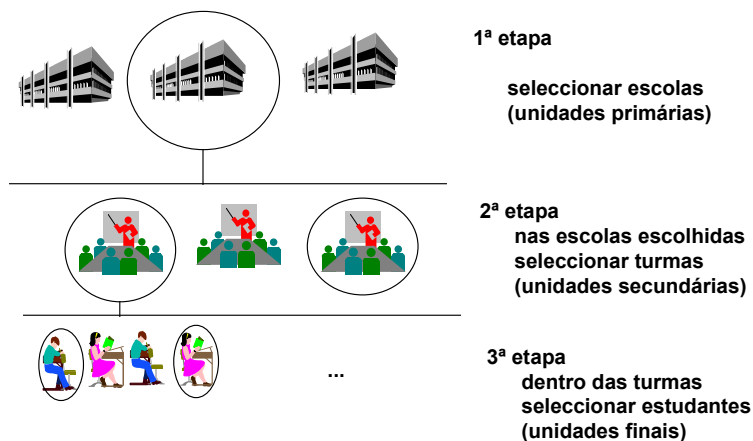 1ª etapa
seleccionar escolas
(unidades primárias)
2ª etapa
nas escolas escolhidas
seleccionar turmas
(unidades secundárias)
3ª etapa
dentro das turmas
seleccionar estudantes
(unidades finais)
...